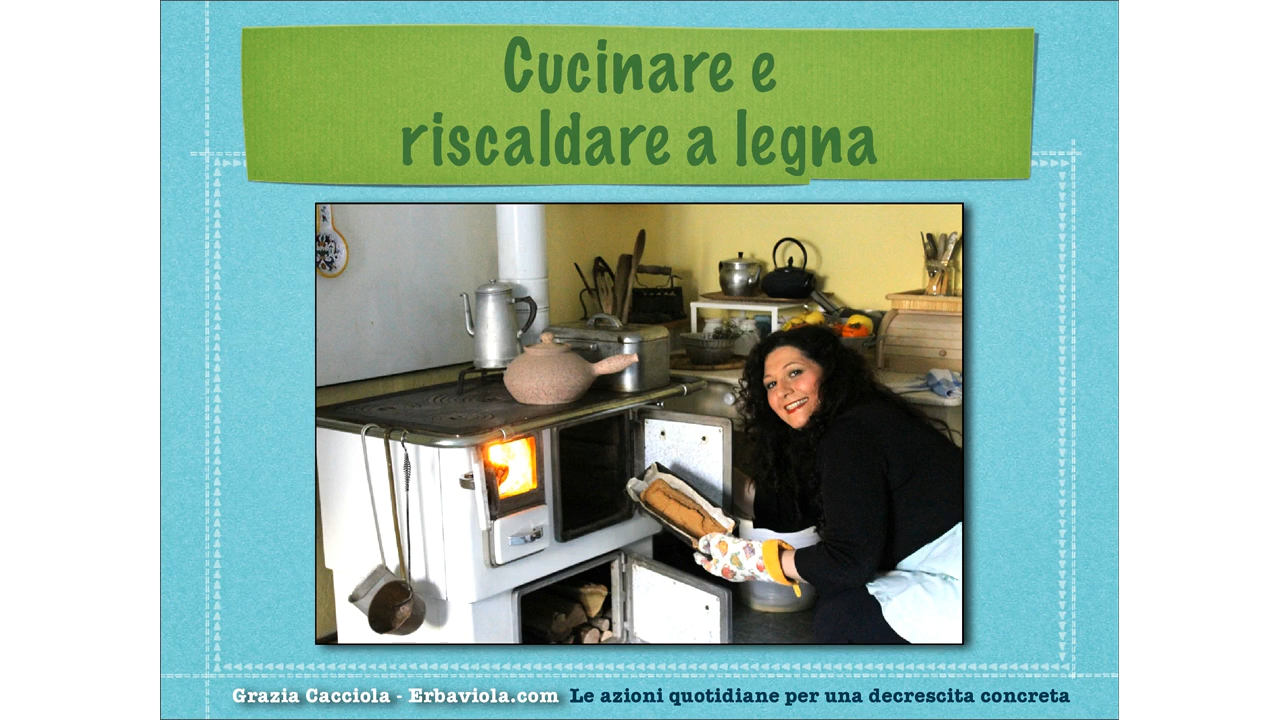 Cucinare e
riscaldare a legna
Grazia Cacciola - Erbaviola.com Le azioni quotidiane per una decrescita concreta